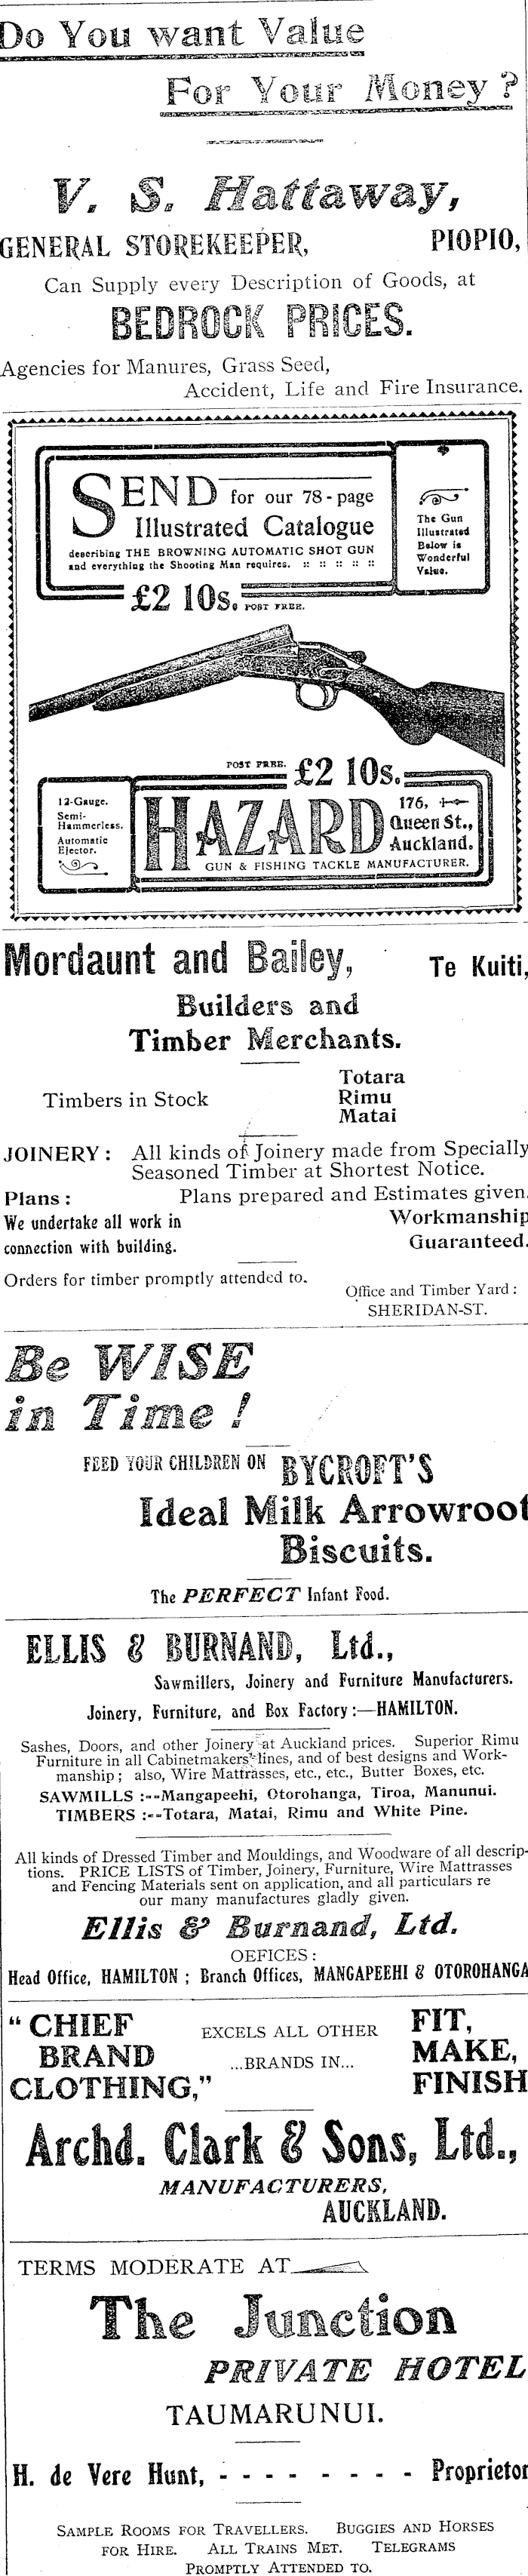 Do You want Value
For Your Money ?
V. S. Hattaway,
GENERAL STOREKEEPER, PIOPIO,
Can Supply every Description of Goods, at
BEDROCK PRICES.
Agencies for Manures, Grass Seed,
Accident, Life and Fire Insurance.
SEND for our 78-page
Illustrated Catalogue
describing THE BROWNING AUTOMATIC SHOT GUN
and everything the Shooting Man requires. :: :: :: :: ::
The Gun
Illustrated
Below is
Wonderful
Value.
£2 10s. POST FREE.
POST FREE. £2 10s.
12-Gauge.
Semi-
Hammerless.
Automatic
Ejector.
HAZARD
176,
Queen St.,
Auckland.
GUN & FISHING TACKLE MANUFACTURER.
Mordaunt and Bailey, Te Kuiti,
Builders and
Timber Merchants.
Timbers in Stock
Totara
Rimu
Matai
JOINERY : All kinds of Joinery made from Specially
Seasoned Timber at Shortest Notice.
Plans : Plans prepared and Estimates given.
We undertake all work in
connection with building.
Workmanship
Guaranteed.
Orders for timber promptly attended to.
Office and Timber Yard :
SHERIDAN-ST.
Be WISE
in Time !
FEED YOUR CHILDREN ON BYCROFT'S
Ideal Milk Arrowroot
Biscuits.
The PERFECT Infant Food.
ELLIS & BURNAND, Ltd.,
Sawmillers, Joinery and Furniture Manufacturers.
Joinery, Furniture, and Box Factory :—HAMILTON.
Sashes, Doors, and other Joinery at Auckland prices. Superior Rimu
Furniture in all Cabinetmakers' lines, and of best designs and Work-
manship ; also, Wire Mattrasses, etc., etc., Butter Boxes, etc.
SAWMILLS :--Mangapeehi, Otorohanga, Tiroa, Manunui.
TIMBERS :--Totara, Matai, Rimu and White Pine.
All kinds of Dressed Timber and Mouldings, and Woodware of all descrip-
tions. PRICE LISTS of Timber, Joinery, Furniture, Wire Mattrasses
and Fencing Materials sent on application, and all particulars re
our many manufactures gladly given.
Ellis & Burnand, Ltd.
OEFICES :
Head Office, HAMILTON ; Branch Offices, MANGAPEEHI & OTOROHANGA
"CHIEF
BRAND
CLOTHING,"
EXCELS ALL OTHER
...BRANDS IN...
FIT,
MAKE,
FINISH
Archd. Clark & Sons, Ltd.,
MANUFACTURERS,
AUCKLAND.
TERMS MODERATE AT
The Junction
PRIVATE HOTEL
TAUMARUNUI.
H. de Vere Hunt, - - - - - - - - Proprietor
SAMPLE ROOMS FOR TRAVELLERS. BUGGIES AND HORSES
FOR HIRE. ALL TRAINS MET. TELEGRAMS
PROMPTLY ATTENDED TO.